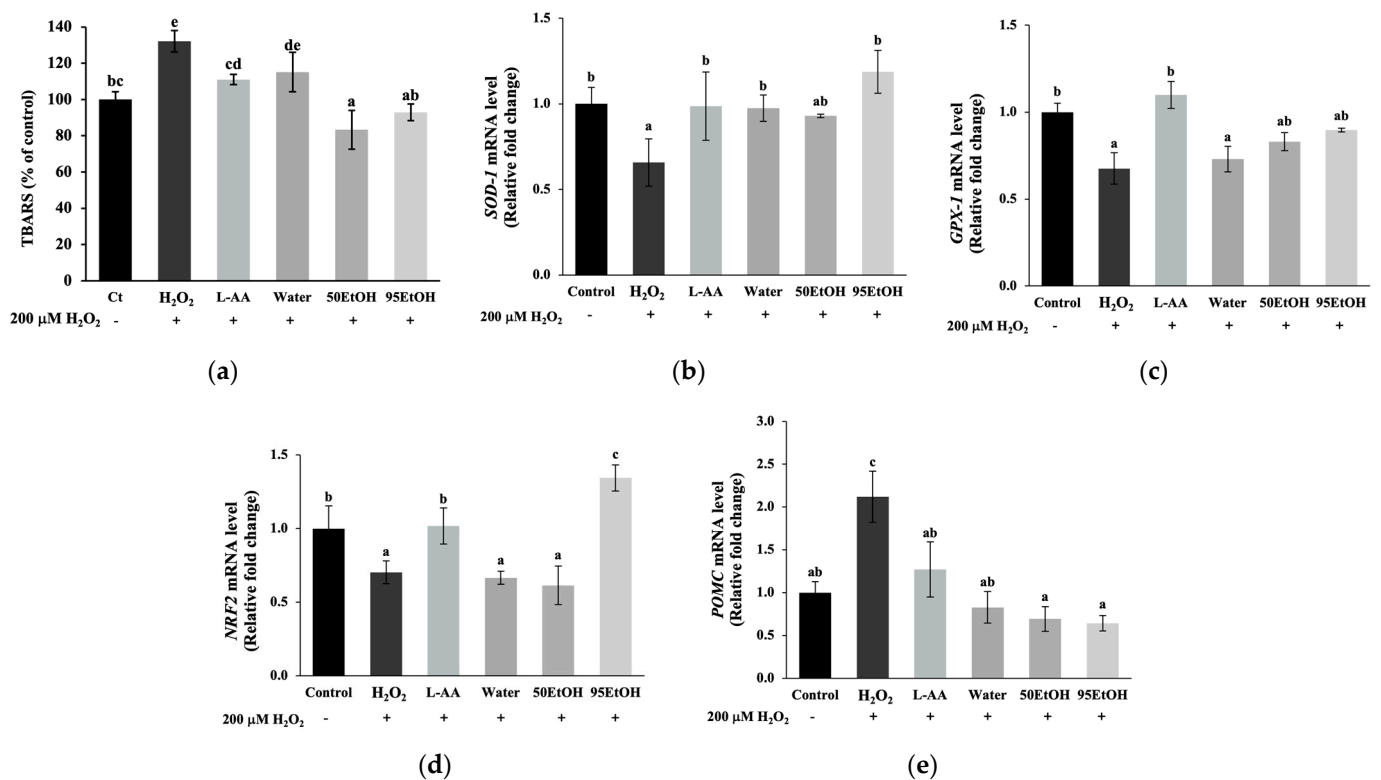 TBARS (% of control)
140
120
100
80
60
40
20
0
bc
e
cd
de
a
ab
Ct
H₂O₂
L-AA
Water
50EtOH
95EtOH
200 μM H₂O₂ - + + + + +
(a)
SOD-1 mRNA level
(Relative fold change)
1.5
1.0
0.5
0.0
b
a
b
b
ab
b
Control
H₂O₂
L-AA
Water
50EtOH
95EtOH
200 μM H₂O₂ - + + + + +
(b)
GPX-1 mRNA level
(Relative fold change)
1.5
1.0
0.5
0.0
b
a
b
a
ab
ab
Control
H₂O₂
L-AA
Water
50EtOH
95EtOH
200 μM H₂O₂ - + + + + +
(c)
NRF2 mRNA level
(Relative fold change)
1.5
1.0
0.5
0.0
b
a
b
a
a
c
Control
H₂O₂
L-AA
Water
50EtOH
95EtOH
200 μM H₂O₂ - + + + + +
(d)
POMC mRNA level
(Relative fold change)
3.0
2.5
2.0
1.5
1.0
0.5
0.0
ab
c
ab
ab
a
a
Control
H₂O₂
L-AA
Water
50EtOH
95EtOH
200 μM H₂O₂ - + + + + +
(e)